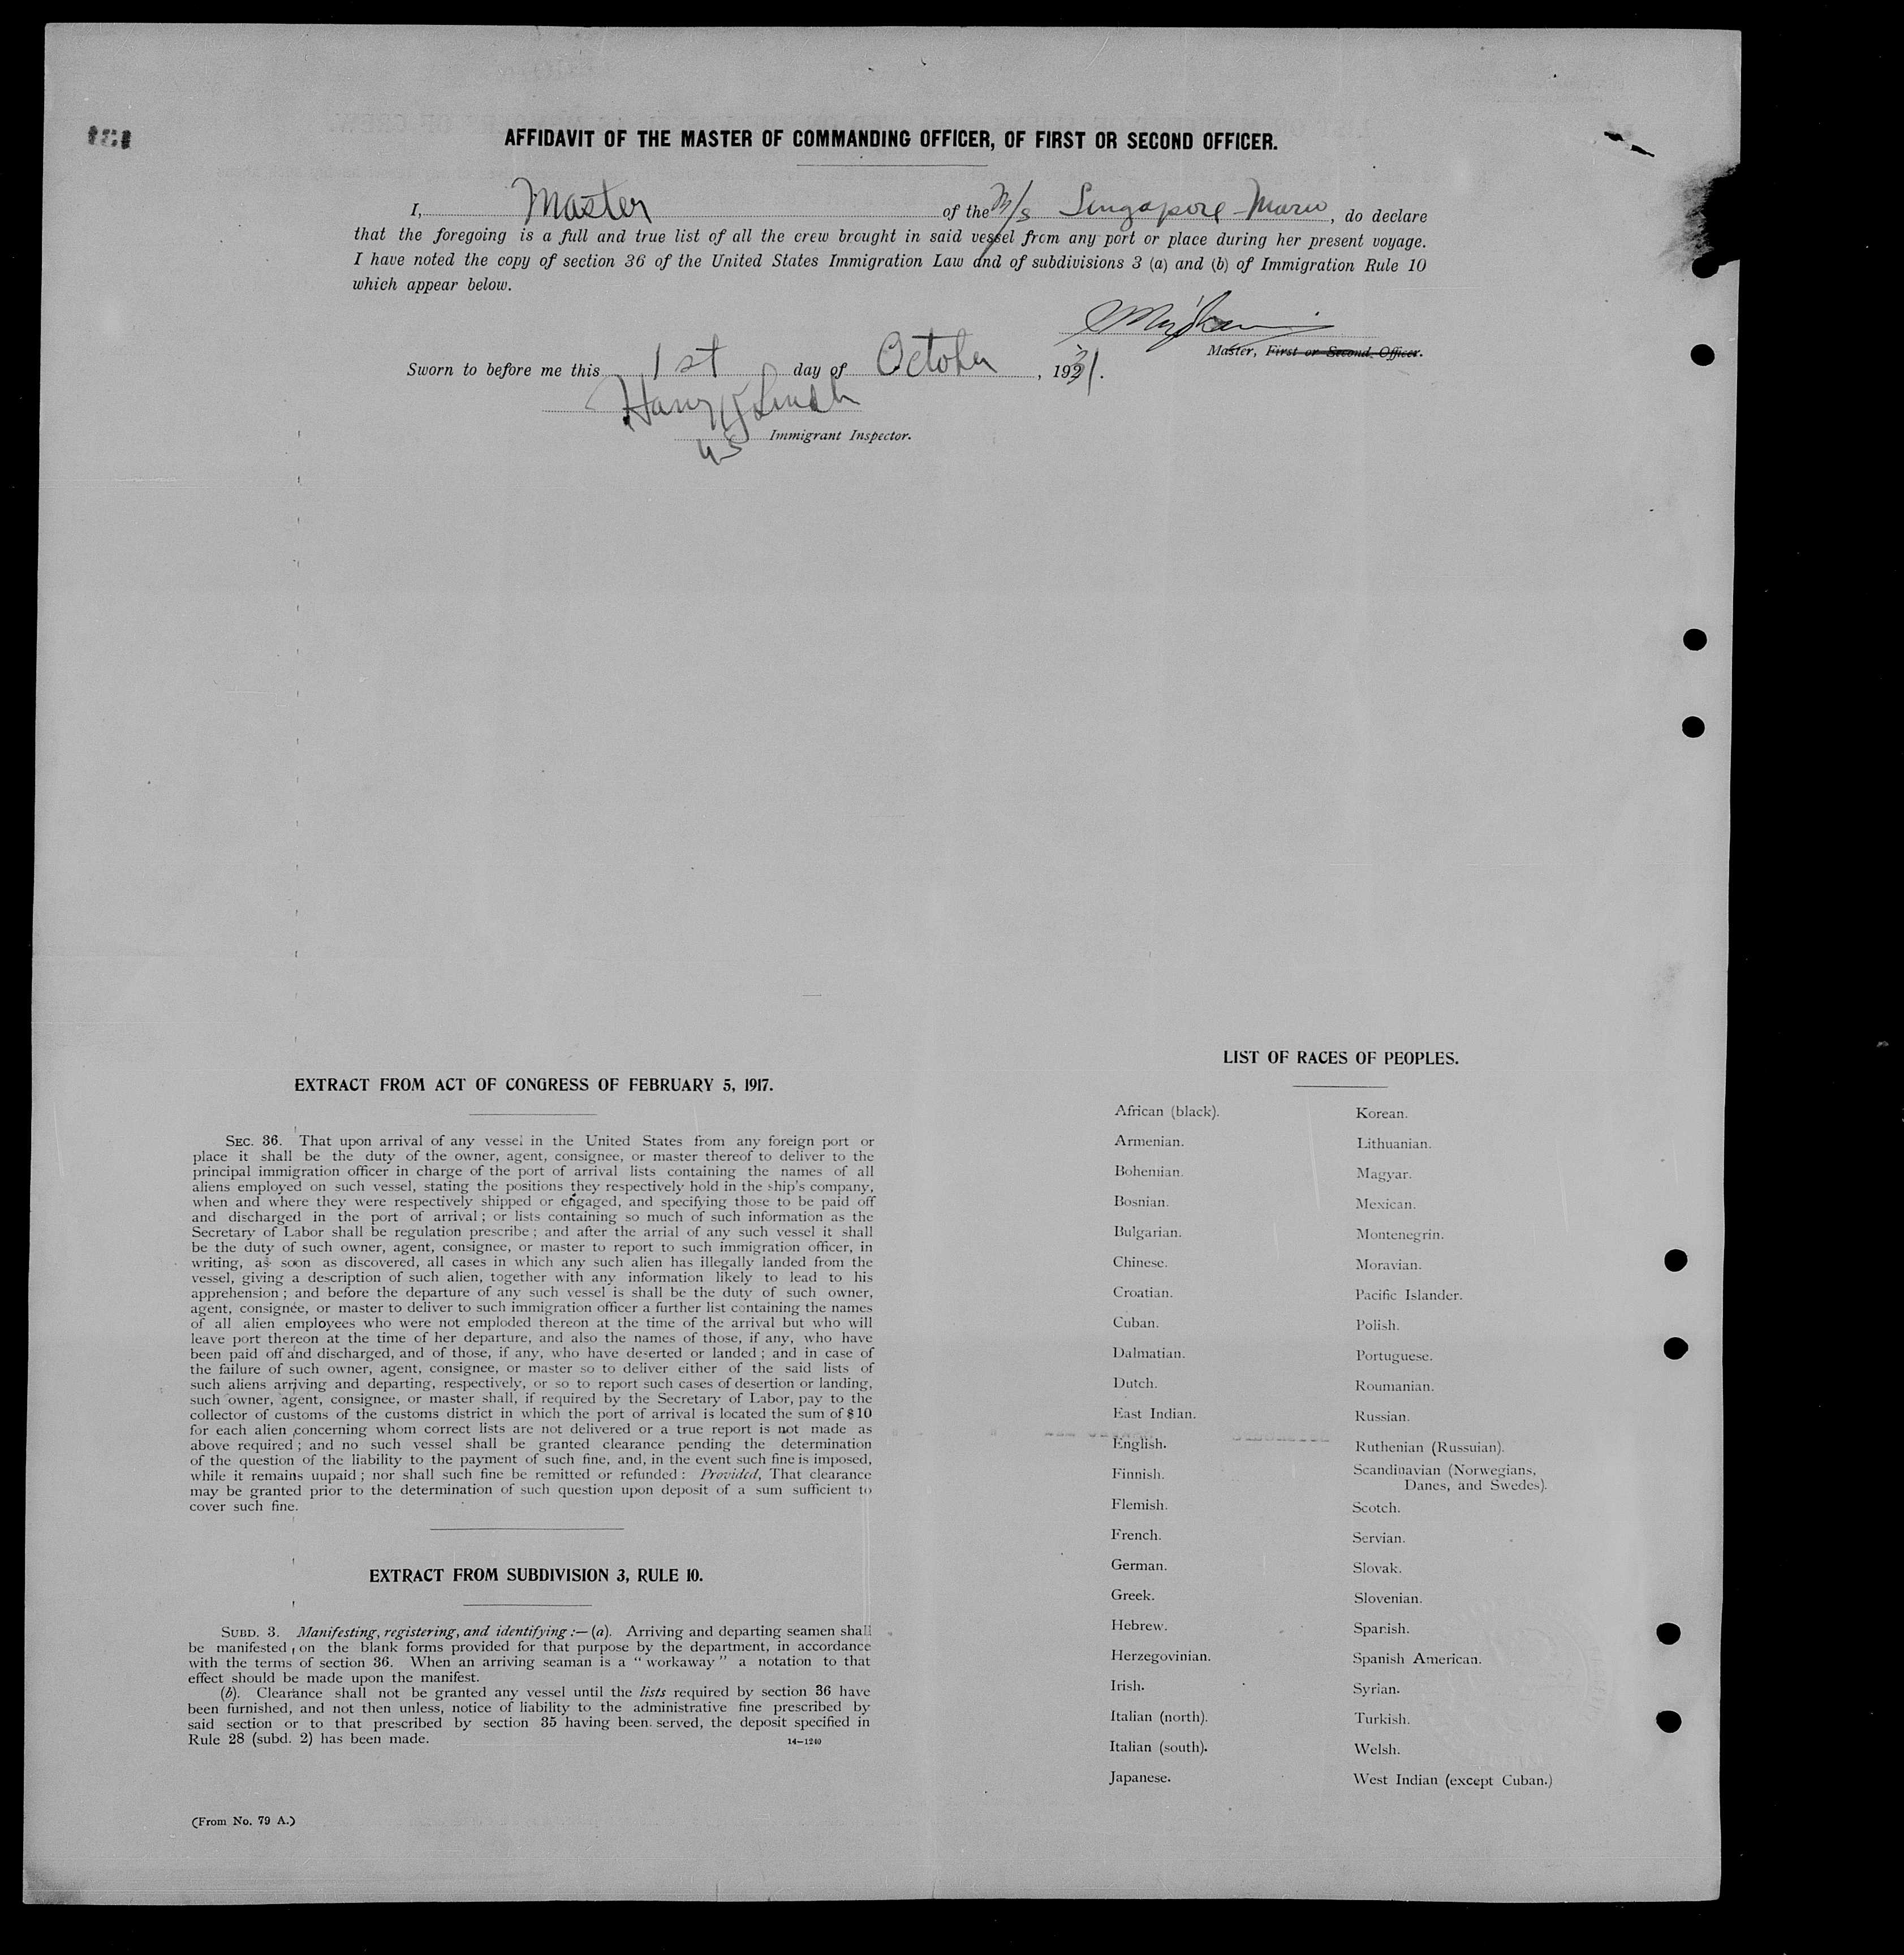 AFFIDAVIT OF THE MASTER OF COMMANDING OFFICER, OF FIRST OR SECOND OFFICER.
I, Master of the M/S Singapore Maru, do declare
that the foregoing is a full and true list of all the crew brought in said vessel from any port or place during her present voyage.
I have noted the copy of section 36 of the United States Immigration Law and of subdivisions 3 (a) and (b) of Immigration Rule 10
which appear below.
Master, First or Second Officer.
Sworn to before me this 1st day of October, 1931.
Harry
US Immigrant Inspector.
EXTRACT FROM ACT OF CONGRESS OF FEBRUARY 5, 1917.
SEC. 36. That upon arrival of any vessel in the United States from any foreign port or
place it shall be the duty of the owner, agent, consignee, or master thereof to deliver to the
principal immigration officer in charge of the port of arrival lists containing the names of all
aliens employed on such vessel, stating the positions they respectively hold in the ship's company,
when and where they were respectively shipped or engaged, and specifying those to be paid off
and discharged in the port of arrival; or lists containing so much of such information as the
Secretary of Labor shall be regulation prescribe; and after the arrial of any such vessel it shall
be the duty of such owner, agent, consignee, or master to report to such immigration officer, in
writing, as soon as discovered, all cases in which any such alien has illegally landed from the
vessel, giving a description of such alien, together with any information likely to lead to his
apprehension; and before the departure of any such vessel is shall be the duty of such owner,
agent, consignee, or master to deliver to such immigration officer a further list containing the names
of all alien employees who were not emploded thereon at the time of the arrival but who will
leave port thereon at the time of her departure, and also the names of those, if any, who have
been paid off and discharged, and of those, if any, who have deserted or landed; and in case of
the failure of such owner, agent, consignee, or master so to deliver either of the said lists of
such aliens arriving and departing, respectively, or so to report such cases of desertion or landing,
such owner, agent, consignee, or master shall, if required by the Secretary of Labor, pay to the
collector of customs of the customs district in which the port of arrival is located the sum of $10
for each alien concerning whom correct lists are not delivered or a true report is not made as
above required; and no such vessel shall be granted clearance pending the determination
of the question of the liability to the payment of such fine, and, in the event such fine is imposed,
while it remains uupaid; nor shall such fine be remitted or refunded: Provided, That clearance
may be granted prior to the determination of such question upon deposit of a sum sufficient to
cover such fine.
EXTRACT FROM SUBDIVISION 3, RULE 10.
SUBD. 3. Manifesting, registering, and identifying:—(a). Arriving and departing seamen shall
be manifested on the blank forms provided for that purpose by the department, in accordance
with the terms of section 36. When an arriving seaman is a "workaway" a notation to that
effect should be made upon the manifest.
(b). Clearance shall not be granted any vessel until the lists required by section 36 have
been furnished, and not then unless, notice of liability to the administrative fine prescribed by
said section or to that prescribed by section 35 having been served, the deposit specified in
Rule 28 (subd. 2) has been made. 14—1240
(From No. 79 A.)
LIST OF RACES OF PEOPLES.
African (black).
Armenian.
Bohemian.
Bosnian.
Bulgarian.
Chinese.
Croatian.
Cuban.
Dalmatian.
Dutch.
East Indian.
English.
Finnish.
Flemish.
French.
German.
Greek.
Hebrew.
Herzegovinian.
Irish.
Italian (north).
Italian (south).
Japanese.
Korean.
Lithuanian.
Magyar.
Mexican.
Montenegrin.
Moravian.
Pacific Islander.
Polish.
Portuguese.
Roumanian.
Russian.
Ruthenian (Russuian).
Scandinavian (Norwegians,
Danes, and Swedes).
Scotch.
Servian.
Slovak.
Slovenian.
Spanish.
Spanish American.
Syrian.
Turkish.
Welsh.
West Indian (except Cuban.)